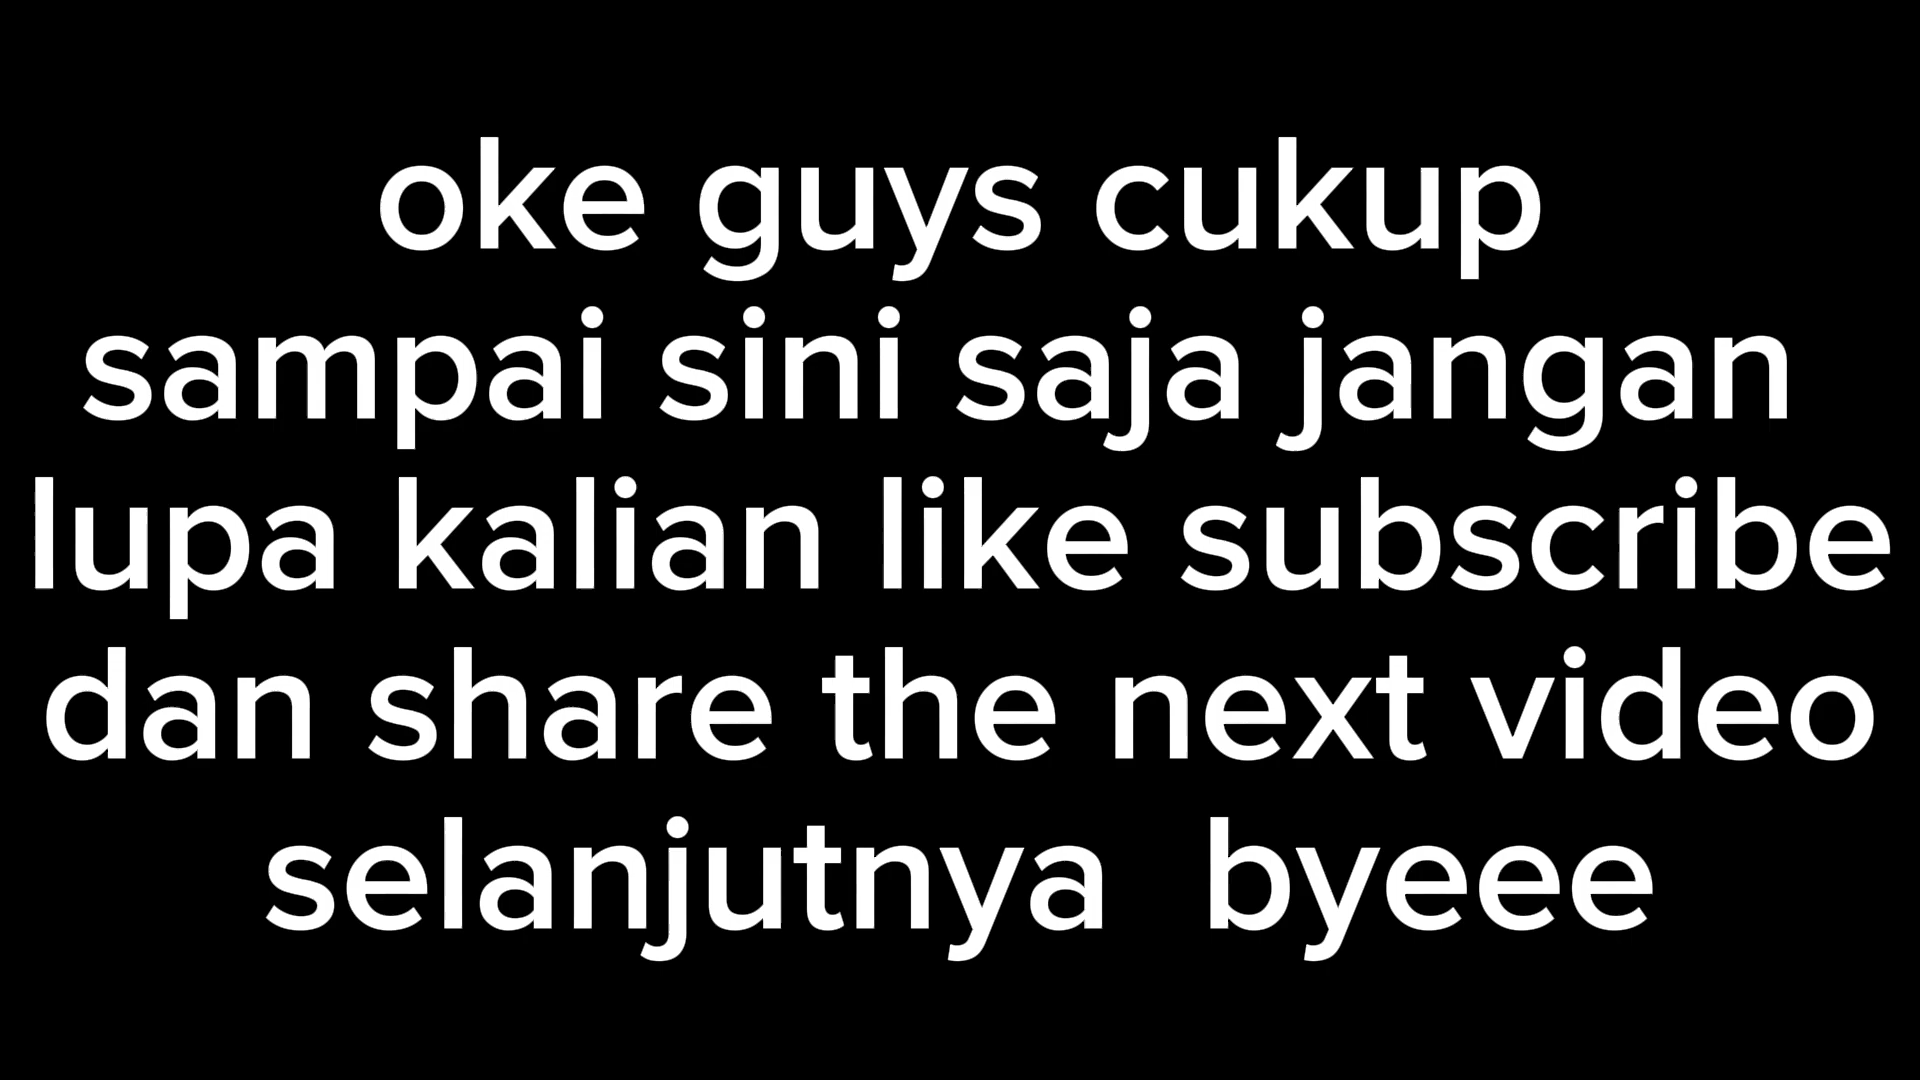 oke guys cukup
sampai sini saja jangan
lupa kalian like subscribe
dan share the next video
selanjutnya  byeee